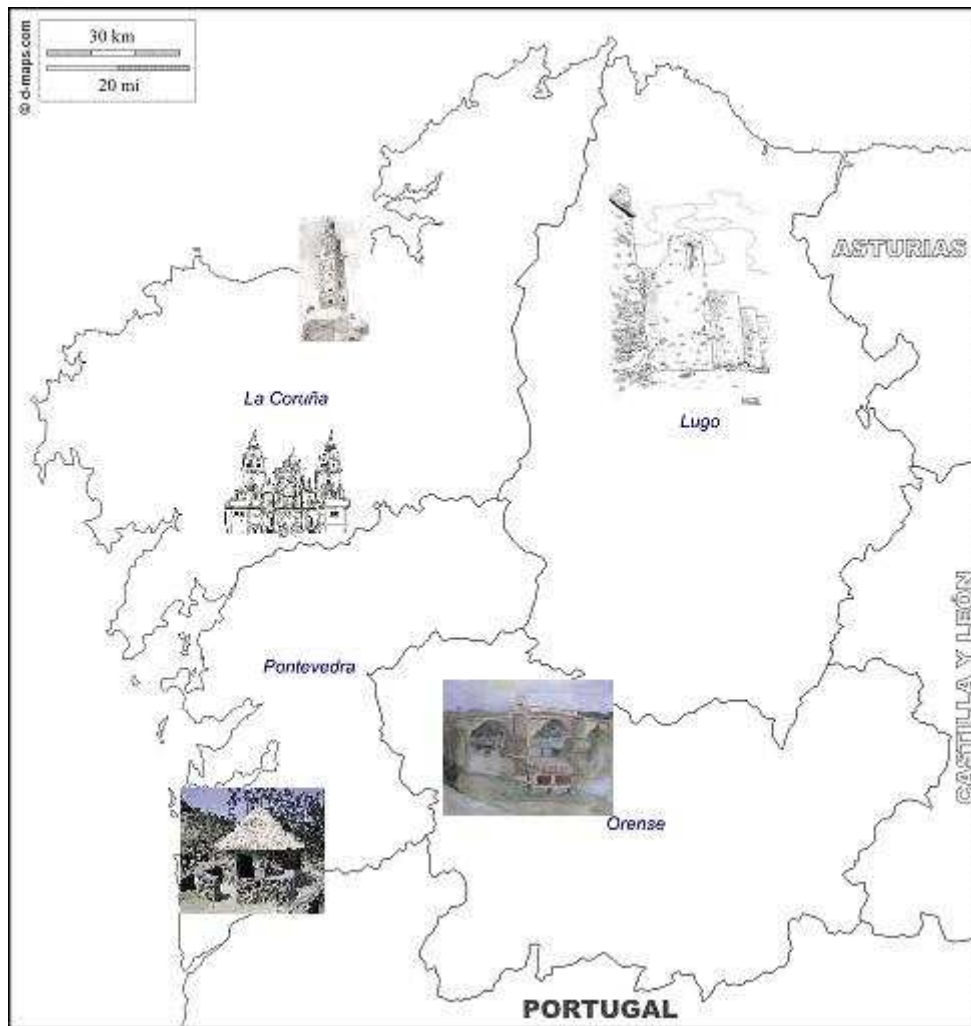 © d-maps.com
30 km
20 mi
ASTURIAS
La Coruña
Lugo
CASTILLA Y LEÓN
Pontevedra
Orense
PORTUGAL